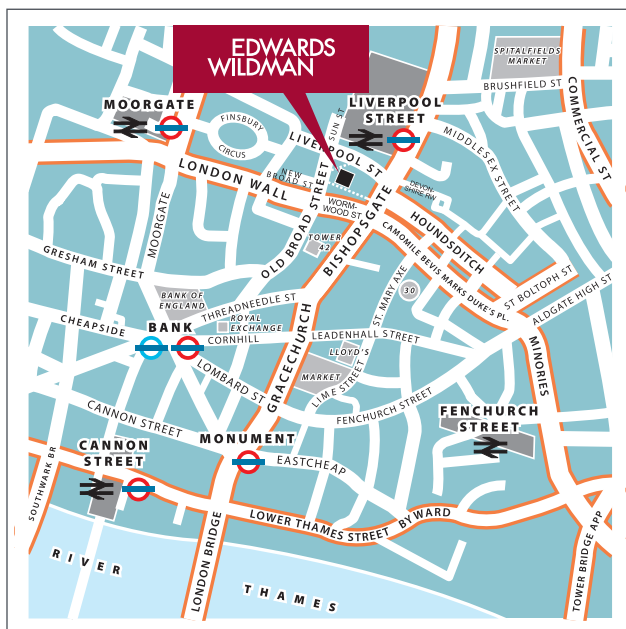 EDWARDS
WILDMAN
SPITALFIELDS
MARKET
BRUSHFIELD ST
COMMERCIAL ST
MOORGATE
FINSBURY
CIRCUS
SUN ST
LIVERPOOL
STREET
LIVERPOOL ST
MIDDLESEX STREET
LONDON WALL
NEW
BROAD ST
DEVON-
SHIRE RW
WORM-
WOOD ST
HOUNDSDITCH
MOORGATE
OLD BROAD STREET
BISHOPSGATE
TOWER
42
CAMOMILE BEVIS MARKS DUKE'S PL.
GRESHAM STREET
ST. MARY AXE
30
ST BOLTOPH ST
ALDGATE HIGH ST
BANK OF
ENGLAND
THREADNEEDLE ST
ROYAL
EXCHANGE
CHEAPSIDE
BANK
CORNHILL
LEADENHALL STREET
LLOYD'S
MINORIES
LOMBARD ST
GRACECHURCH
MARKET
LIME STREET
FENCHURCH STREET
CANNON STREET
FENCHURCH
STREET
CANNON
STREET
MONUMENT
EASTCHEAP
SOUTHWARK BR
LOWER THAMES STREET BYWARD
LONDON BRIDGE
TOWER BRIDGE APP
RIVER
THAMES